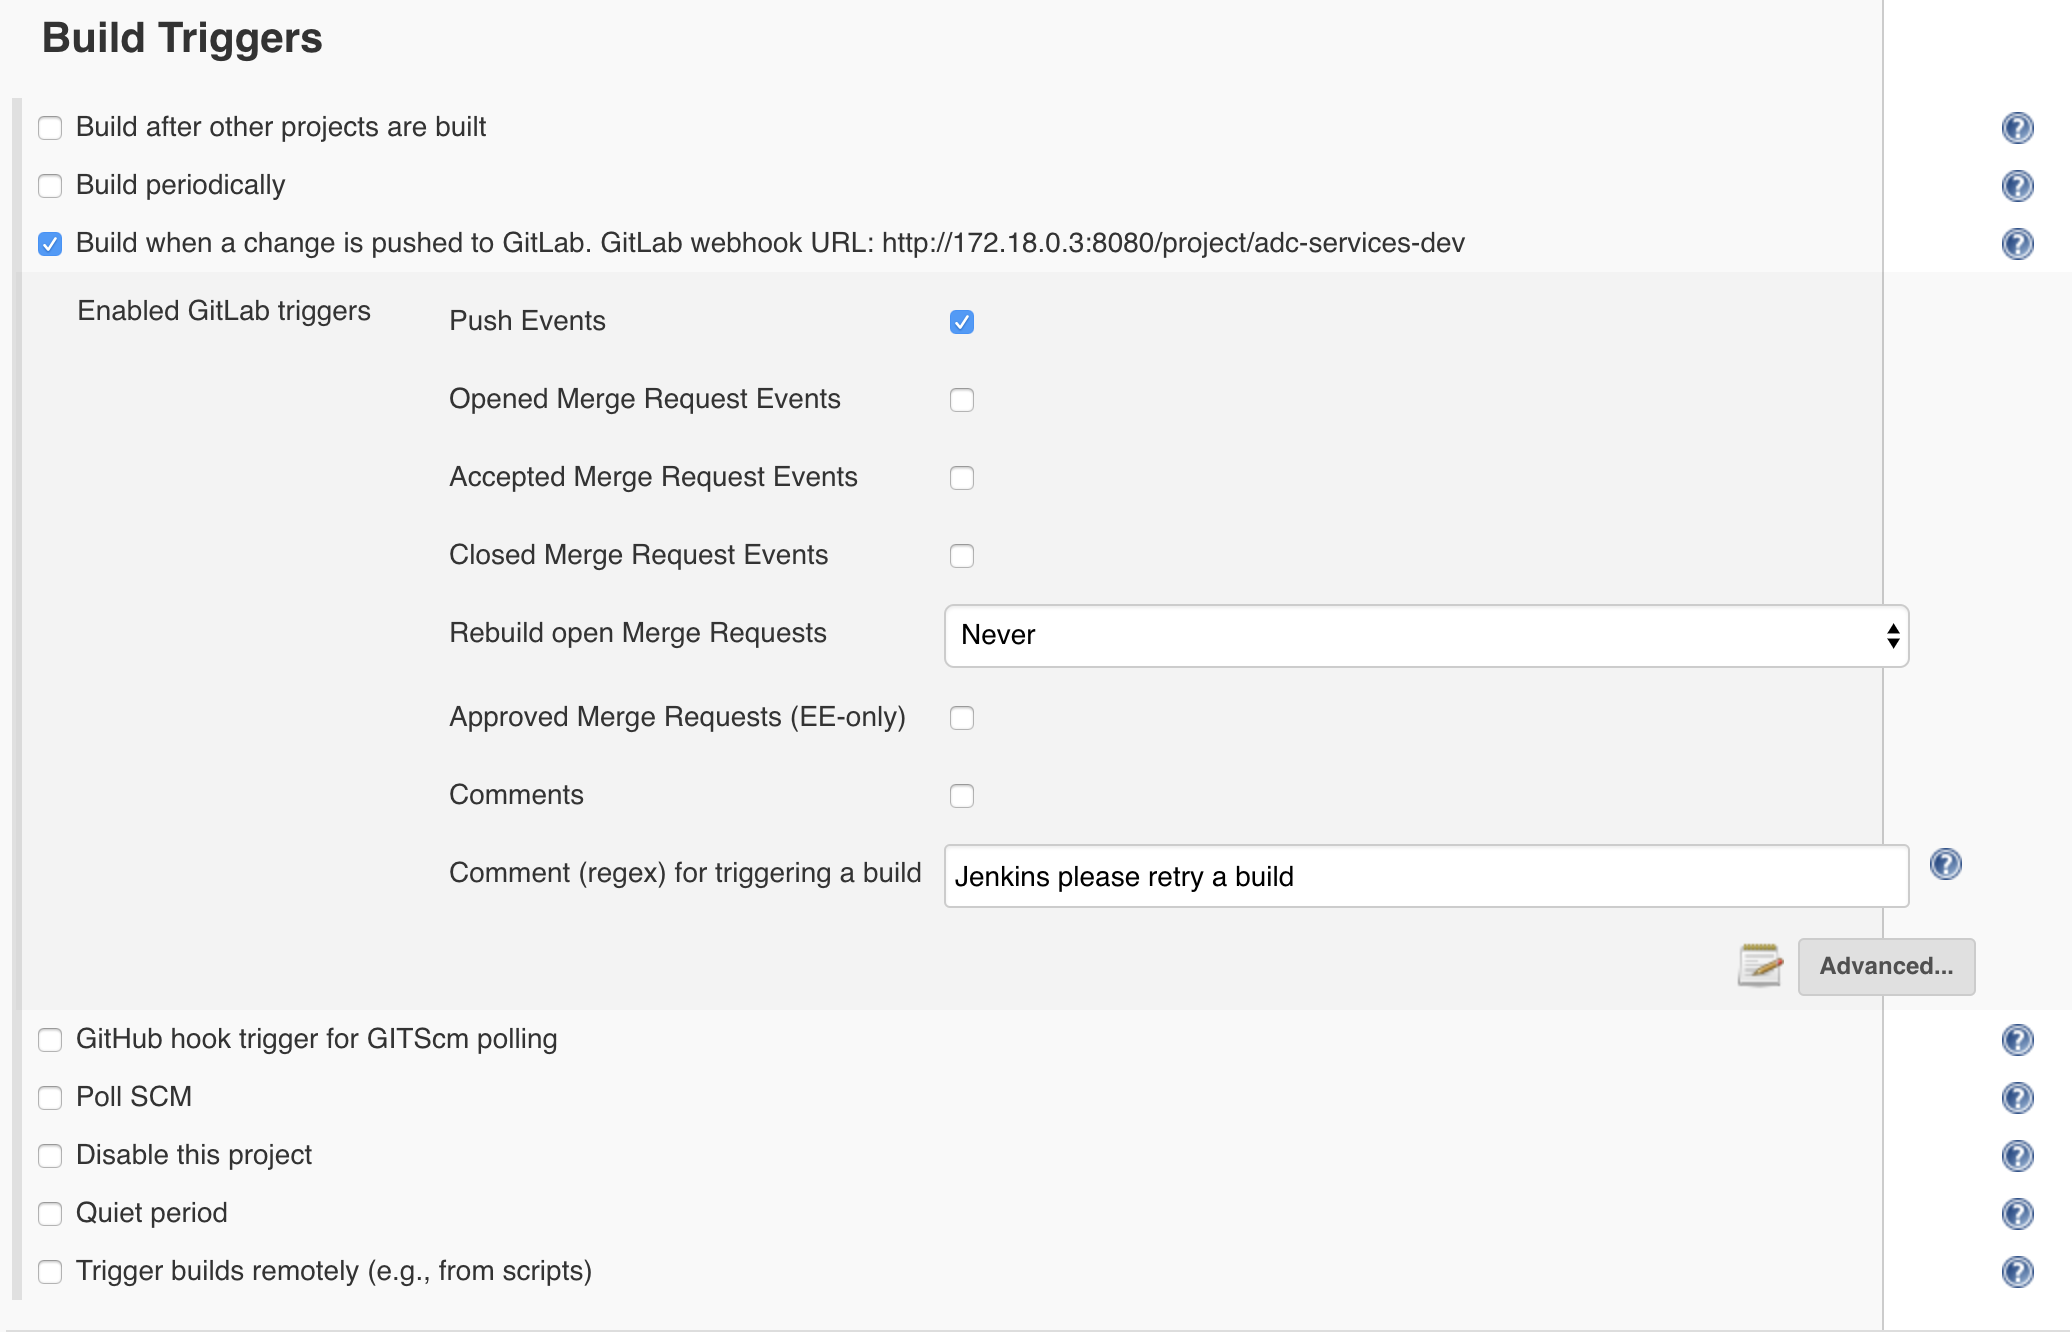 Build Triggers
Build after other projects are built
Build periodically
Build when a change is pushed to GitLab. GitLab webhook URL: http://172.18.0.3:8080/project/adc-services-dev
Enabled GitLab triggers
Push Events
Opened Merge Request Events
Accepted Merge Request Events
Closed Merge Request Events
Rebuild open Merge Requests
Never
Approved Merge Requests (EE-only)
Comments
Comment (regex) for triggering a build
Jenkins please retry a build
Advanced...
GitHub hook trigger for GITScm polling
Poll SCM
Disable this project
Quiet period
Trigger builds remotely (e.g., from scripts)